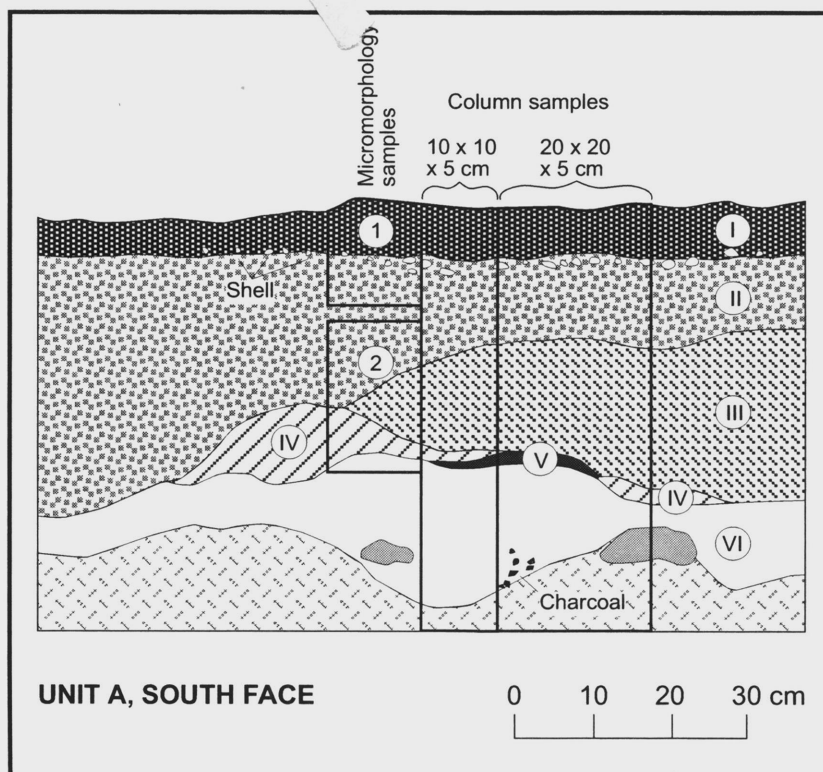 Micromorphology
samples
Column samples
10 x 10
x 5 cm
20 x 20
x 5 cm
1
I
Shell
II
2
III
IV
V
IV
VI
Charcoal
UNIT A, SOUTH FACE
0 10 20 30 cm